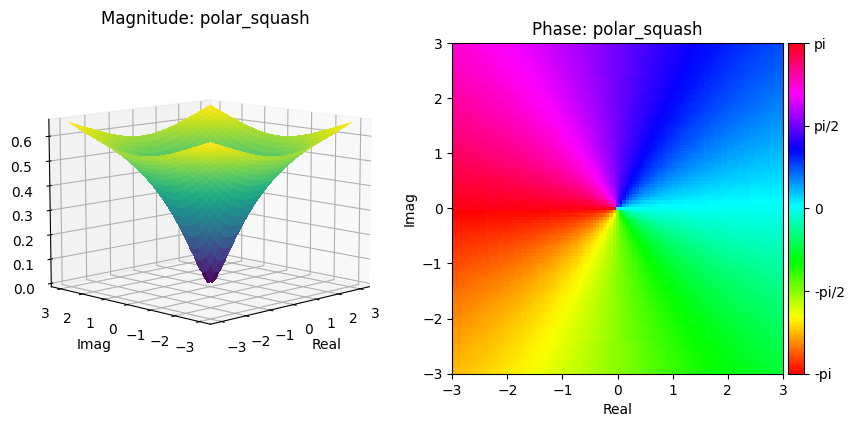 Magnitude: polar_squash
0.6
0.5
0.4
0.3
0.2
0.1
0.0
3
2
1
0
−1
−2
−3
Imag
−3
−2
−1
0
1
2
3
Real
Phase: polar_squash
3
2
1
0
−1
−2
−3
Imag
−3 −2 −1 0 1 2 3
Real
pi
pi/2
0
-pi/2
-pi